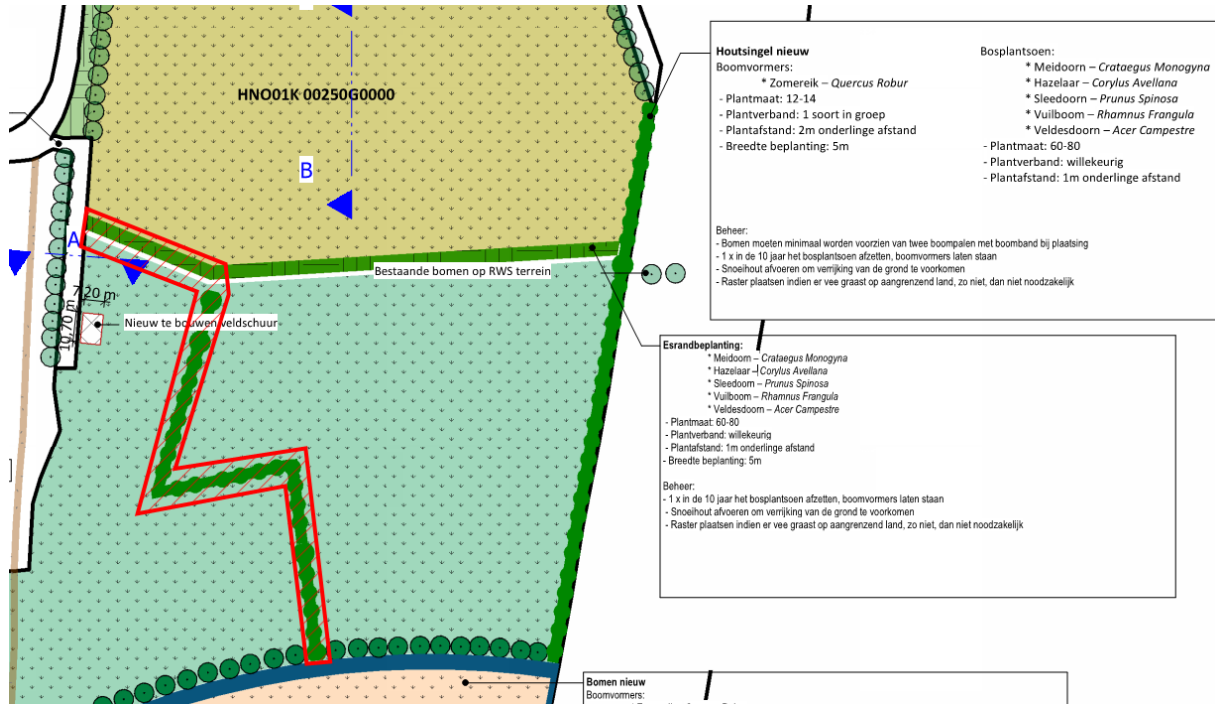 HNO01K 00250G0000
B
A
7,20 m
10,70 m
Nieuw te bouwen veldschuur
Bestaande bomen op RWS terrein
Houtsingel nieuw
Boomvormers:
* Zomereik – Quercus Robur
- Plantmaat: 12-14
- Plantverband: 1 soort in groep
- Plantafstand: 2m onderlinge afstand
- Breedte beplanting: 5m
Bosplantsoen:
* Meidoorn – Crataegus Monogyna
* Hazelaar – Corylus Avellana
* Sleedoorn – Prunus Spinosa
* Vuilboom – Rhamnus Frangula
* Veldesdoorn – Acer Campestre
- Plantmaat: 60-80
- Plantverband: willekeurig
- Plantafstand: 1m onderlinge afstand
Beheer:
- Bomen moeten minimaal worden voorzien van twee boompalen met boomband bij plaatsing
- 1 x in de 10 jaar het bosplantsoen afzetten, boomvormers laten staan
- Snoeihout afvoeren om verrijking van de grond te voorkomen
- Raster plaatsen indien er vee graast op aangrenzend land, zo niet, dan niet noodzakelijk
Esrandbeplanting:
* Meidoorn – Crataegus Monogyna
* Hazelaar – Corylus Avellana
* Sleedoorn – Prunus Spinosa
* Vuilboom – Rhamnus Frangula
* Veldesdoorn – Acer Campestre
- Plantmaat: 60-80
- Plantverband: willekeurig
- Plantafstand: 1m onderlinge afstand
- Breedte beplanting: 5m
Beheer:
- 1 x in de 10 jaar het bosplantsoen afzetten, boomvormers laten staan
- Snoeihout afvoeren om verrijking van de grond te voorkomen
- Raster plaatsen indien er vee graast op aangrenzend land, zo niet, dan niet noodzakelijk
Bomen nieuw
Boomvormers: